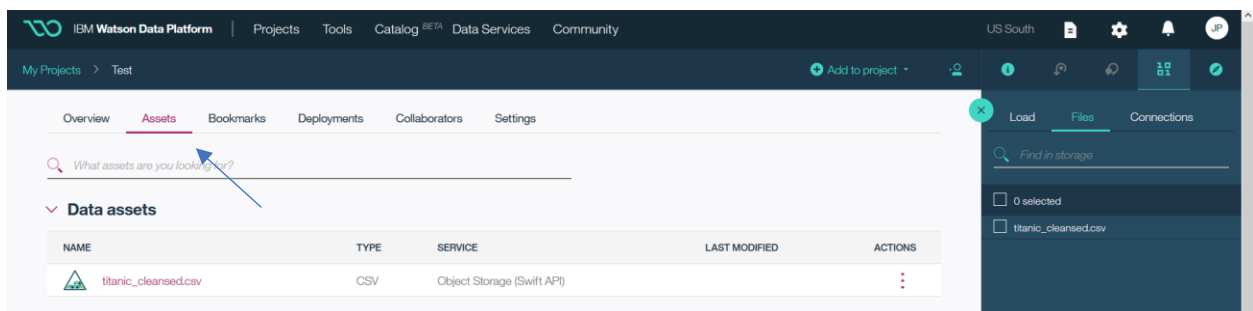 IBM Watson Data Platform | Projects Tools Catalog BETA Data Services Community US South JP
My Projects > Test Add to project
Overview Assets Bookmarks Deployments Collaborators Settings
Load Files Connections
What assets are you looking for?
Find in storage
Data assets
0 selected
titanic_cleansed.csv
NAME TYPE SERVICE LAST MODIFIED ACTIONS
titanic_cleansed.csv CSV Object Storage (Swift API)